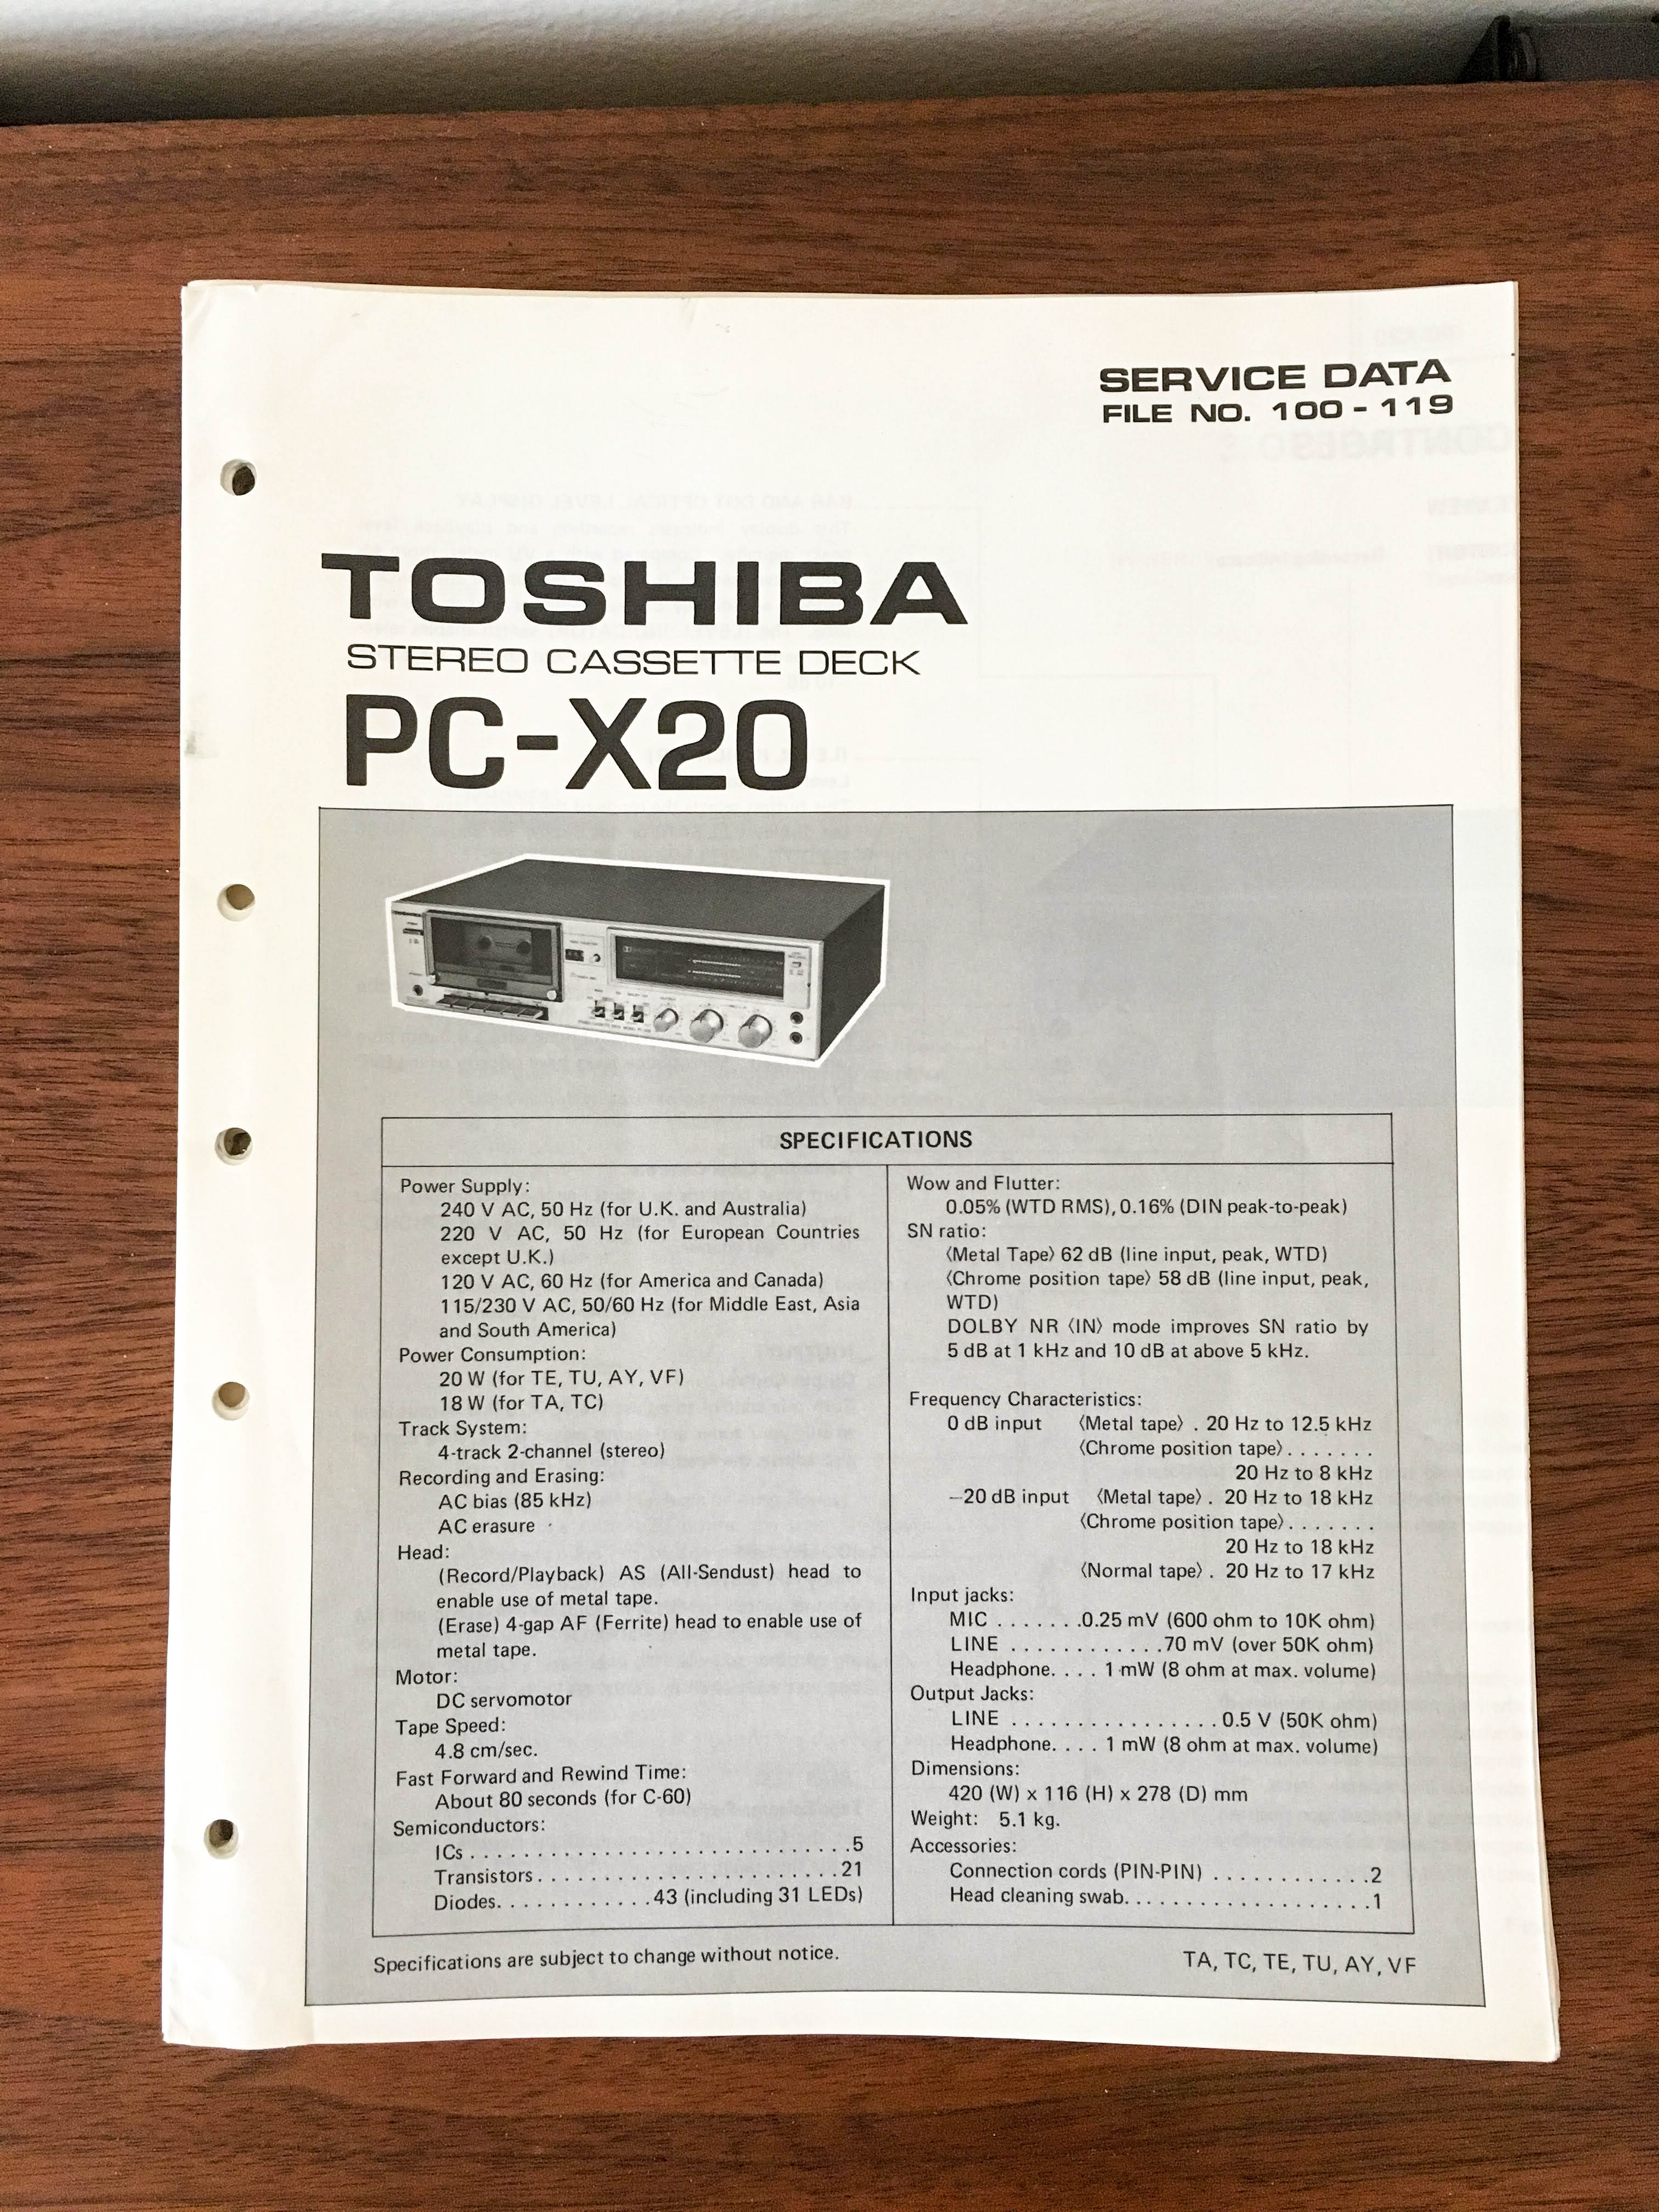 SERVICE DATA
FILE NO. 100 - 119
TOSHIBA
STEREO CASSETTE DECK
PC-X20
SPECIFICATIONS
Power Supply:
240 V AC, 50 Hz (for U.K. and Australia)
220 V AC, 50 Hz (for European Countries
except U.K.)
120 V AC, 60 Hz (for America and Canada)
115/230 V AC, 50/60 Hz (for Middle East, Asia
and South America)
Power Consumption:
20 W (for TE, TU, AY, VF)
18 W (for TA, TC)
Track System:
4-track 2-channel (stereo)
Recording and Erasing:
AC bias (85 kHz)
AC erasure
Head:
(Record/Playback) AS (All-Sendust) head to
enable use of metal tape.
(Erase) 4-gap AF (Ferrite) head to enable use of
metal tape.
Motor:
DC servomotor
Tape Speed:
4.8 cm/sec.
Fast Forward and Rewind Time:
About 80 seconds (for C-60)
Semiconductors:
ICs . . . . . . . . . . . . . . . . . . . . . . . . . . . . .5
Transistors. . . . . . . . . . . . . . . . . . . . . . .21
Diodes. . . . . . . . . . . .43 (including 31 LEDs)
Wow and Flutter:
0.05% (WTD RMS), 0.16% (DIN peak-to-peak)
SN ratio:
〈Metal Tape〉 62 dB (line input, peak, WTD)
〈Chrome position tape〉 58 dB (line input, peak,
WTD)
DOLBY NR 〈IN〉 mode improves SN ratio by
5 dB at 1 kHz and 10 dB at above 5 kHz.
Frequency Characteristics:
0 dB input 〈Metal tape〉 . 20 Hz to 12.5 kHz
〈Chrome position tape〉. . . . . . .
20 Hz to 8 kHz
−20 dB input 〈Metal tape〉. 20 Hz to 18 kHz
〈Chrome position tape〉. . . . . . .
20 Hz to 18 kHz
〈Normal tape〉. 20 Hz to 17 kHz
Input jacks:
MIC . . . . . . .0.25 mV (600 ohm to 10K ohm)
LINE . . . . . . . . . . . .70 mV (over 50K ohm)
Headphone. . . . 1 mW (8 ohm at max. volume)
Output Jacks:
LINE . . . . . . . . . . . . . . . . 0.5 V (50K ohm)
Headphone. . . . 1 mW (8 ohm at max. volume)
Dimensions:
420 (W) x 116 (H) x 278 (D) mm
Weight: 5.1 kg.
Accessories:
Connection cords (PIN-PIN) . . . . . . . . . . . .2
Head cleaning swab. . . . . . . . . . . . . . . . . . .1
Specifications are subject to change without notice.
TA, TC, TE, TU, AY, VF